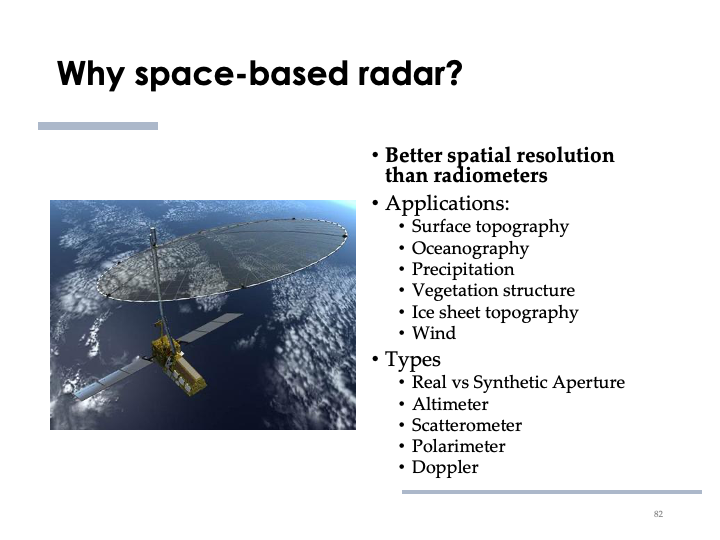 Why space-based radar?
• Better spatial resolution
than radiometers
• Applications:
• Surface topography
• Oceanography
• Precipitation
• Vegetation structure
• Ice sheet topography
• Wind
• Types
• Real vs Synthetic Aperture
• Altimeter
• Scatterometer
• Polarimeter
• Doppler
82